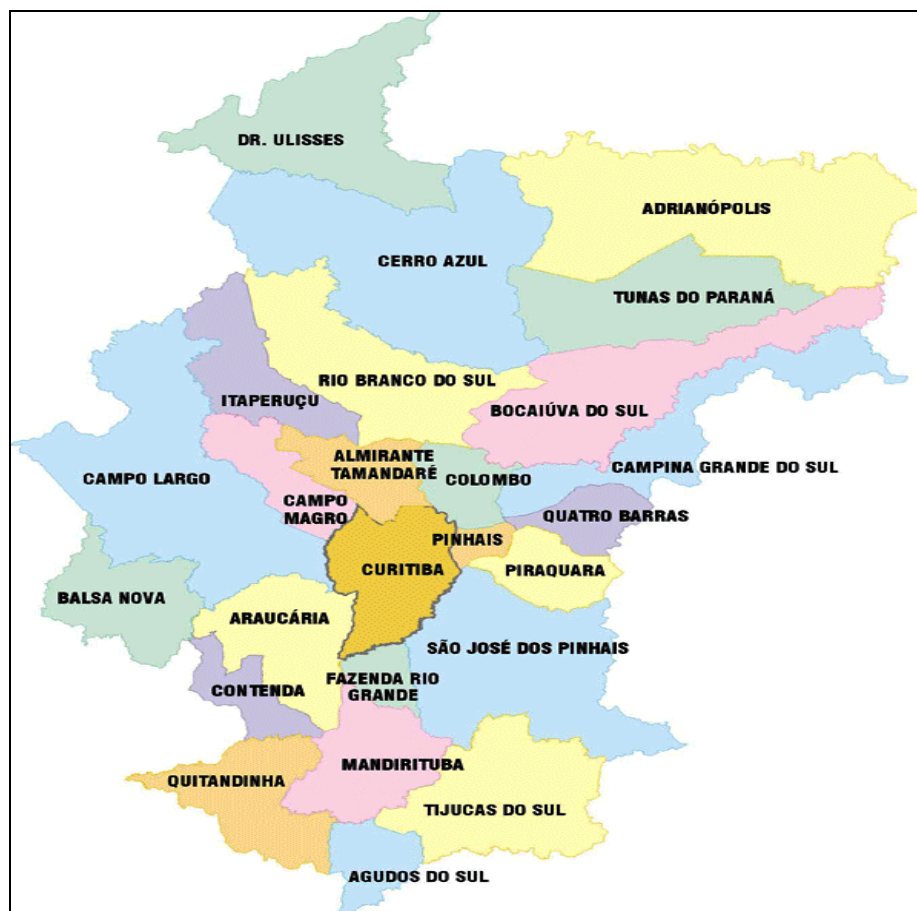 DR. ULISSES
ADRIANÓPOLIS
CERRO AZUL
TUNAS DO PARANÁ
RIO BRANCO DO SUL
ITAPERUÇU
BOCAIÚVA DO SUL
ALMIRANTE
TAMANDARÉ
CAMPO LARGO
COLOMBO
CAMPINA GRANDE DO SUL
CAMPO
MAGRO
QUATRO BARRAS
PINHAIS
CURITIBA
PIRAQUARA
BALSA NOVA
ARAUCÁRIA
SÃO JOSÉ DOS PINHAIS
FAZENDA RIO
GRANDE
CONTENDA
MANDIRITUBA
QUITANDINHA
TIJUCAS DO SUL
AGUDOS DO SUL